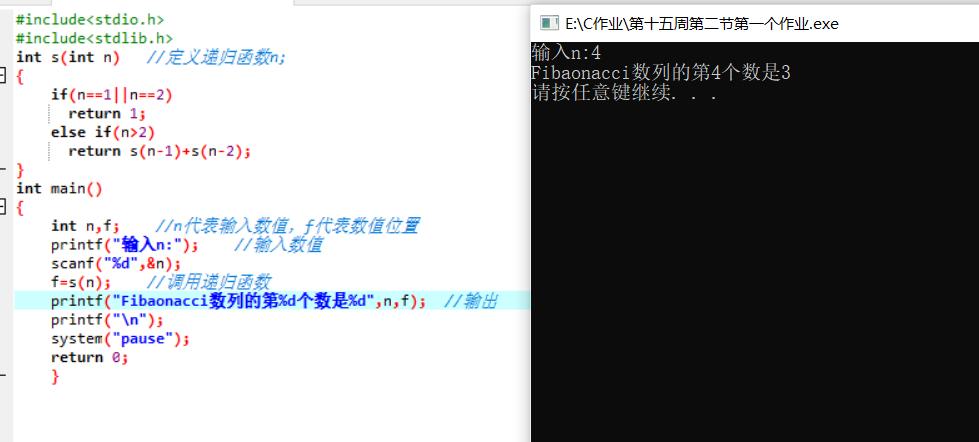 #include<stdio.h>
#include<stdlib.h>
int s(int n)   //定义递归函数n;
{
    if(n==1||n==2)
      return 1;
    else if(n>2)
      return s(n-1)+s(n-2);
}
int main()
{
    int n,f;    //n代表输入数值，f代表数值位置
    printf("输入n:");    //输入数值
    scanf("%d",&n);
    f=s(n);    //调用递归函数
    printf("Fibaonacci数列的第%d个数是%d",n,f);  //输出
    printf("\n");
    system("pause");
    return 0;
    }
E:\C作业\第十五周第二节第一个作业.exe
输入n:4
Fibaonacci数列的第4个数是3
请按任意键继续. . .